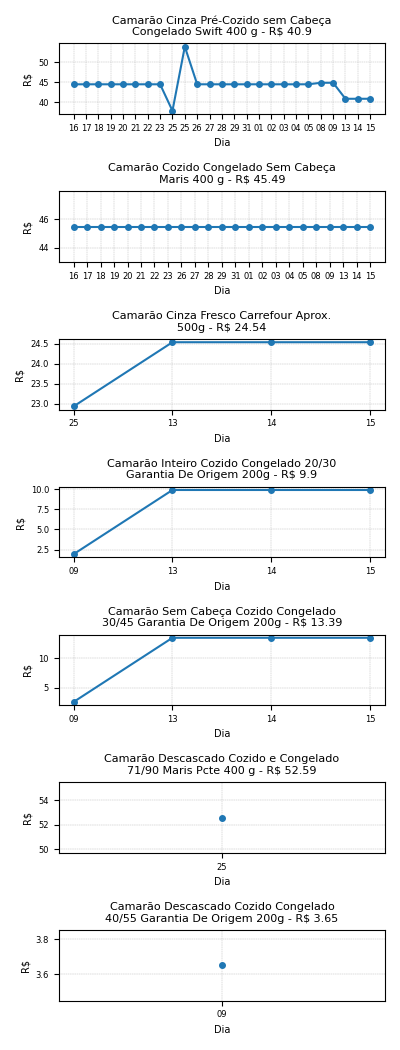 Camarão Cinza Pré-Cozido sem Cabeça
Congelado Swift 400 g - R$ 40.9
50
45
40
R$
16 17 18 19 20 21 22 23 24 25 26 27 28 29 31 01 02 03 04 05 08 09 13 14 15
Dia
Camarão Cozido Congelado Sem Cabeça
Maris 400 g - R$ 45.49
46
44
R$
16 17 18 19 20 21 22 23 26 27 28 29 31 01 02 03 04 05 08 09 13 14 15
Dia
Camarão Cinza Fresco Carrefour Aprox.
500g - R$ 24.54
24.5
24.0
23.5
23.0
R$
25 13 14 15
Dia
Camarão Inteiro Cozido Congelado 20/30
Garantia De Origem 200g - R$ 9.9
10.0
7.5
5.0
2.5
R$
09 13 14 15
Dia
Camarão Sem Cabeça Cozido Congelado
30/45 Garantia De Origem 200g - R$ 13.39
10
5
R$
09 13 14 15
Dia
Camarão Descascado Cozido e Congelado
71/90 Maris Pcte 400 g - R$ 52.59
54
52
50
R$
25
Dia
Camarão Descascado Cozido Congelado
40/55 Garantia De Origem 200g - R$ 3.65
3.8
3.6
R$
09
Dia